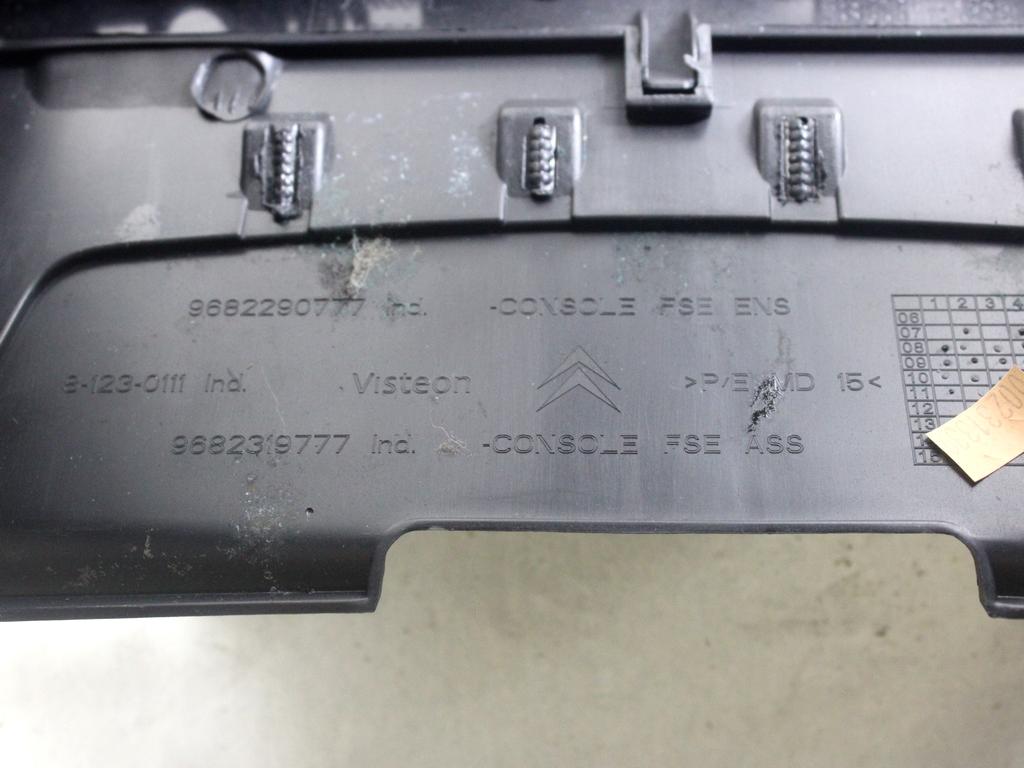 9682290777 Ind. -CONSOLE FSE ENS
8-123-0111 Ind. Visteon >P/E MD 15<
9682319777 Ind. -CONSOLE FSE ASS
1 2 3 4
06
07
08
09
10
11
12
13
15